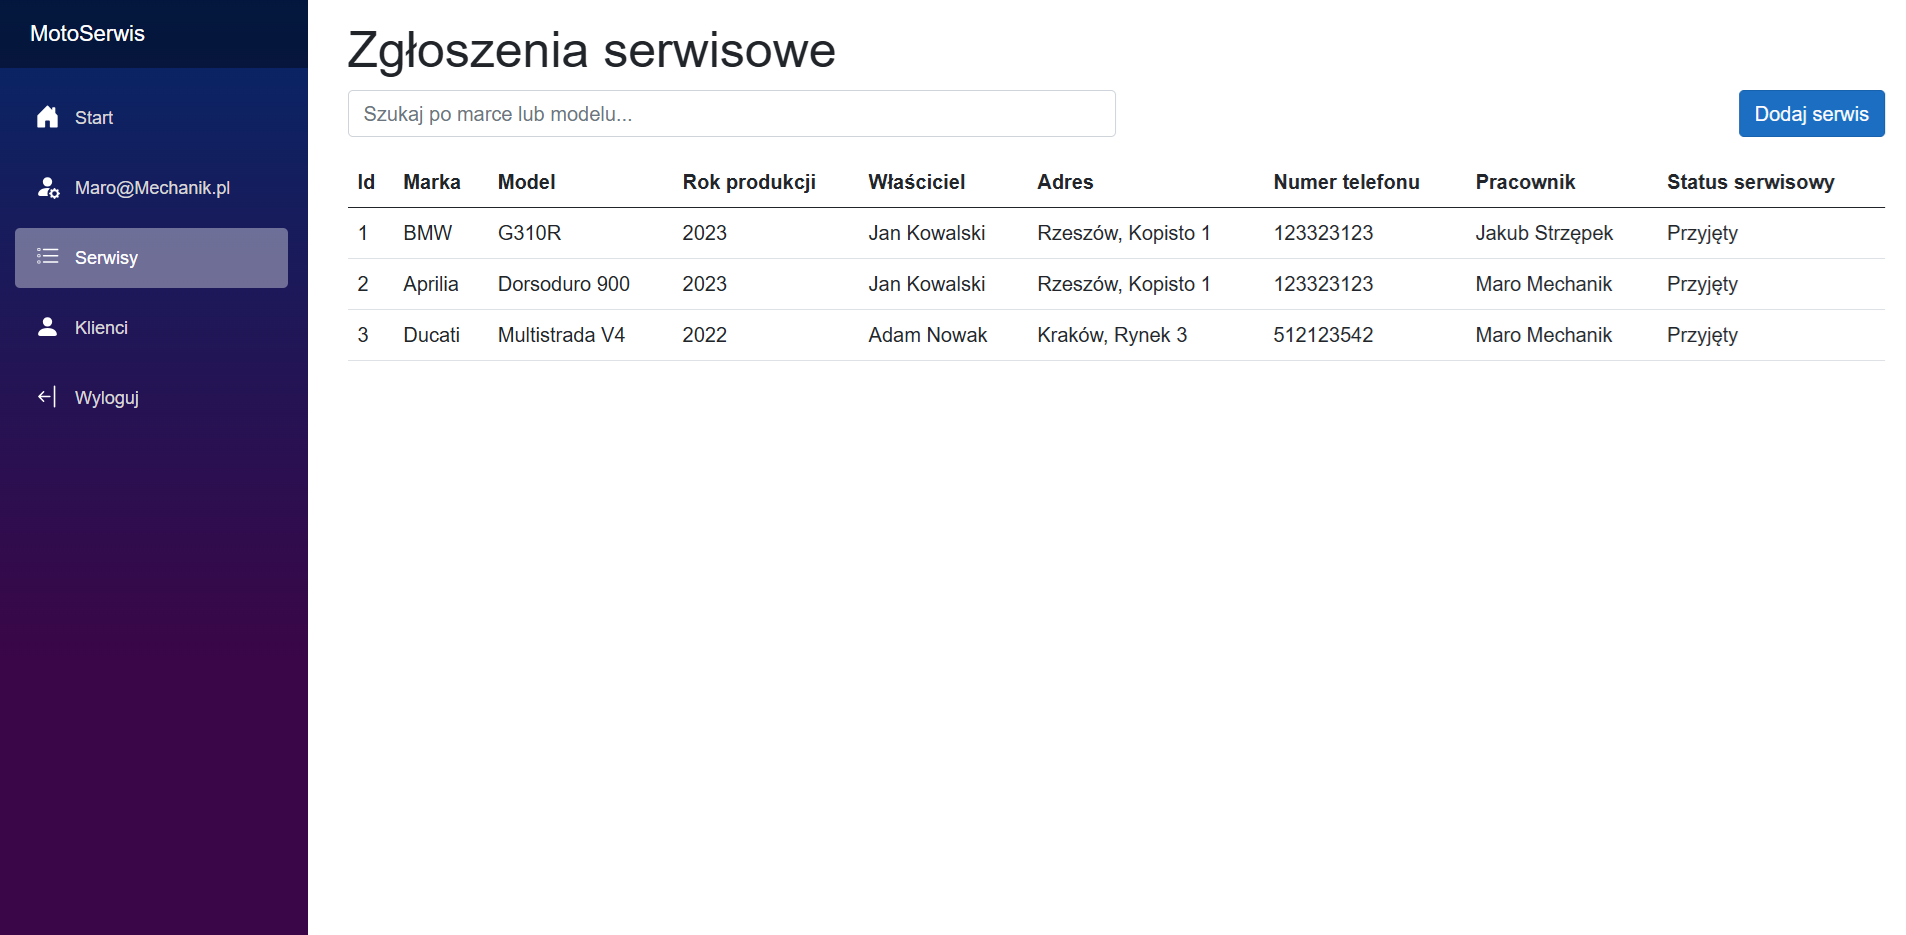 MotoSerwis
Start
Maro@Mechanik.pl
Serwisy
Klienci
Wyloguj
Zgłoszenia serwisowe
Szukaj po marce lub modelu...
Dodaj serwis
Id Marka Model Rok produkcji Właściciel Adres Numer telefonu Pracownik Status serwisowy
1 BMW G310R 2023 Jan Kowalski Rzeszów, Kopisto 1 123323123 Jakub Strzępek Przyjęty
2 Aprilia Dorsoduro 900 2023 Jan Kowalski Rzeszów, Kopisto 1 123323123 Maro Mechanik Przyjęty
3 Ducati Multistrada V4 2022 Adam Nowak Kraków, Rynek 3 512123542 Maro Mechanik Przyjęty